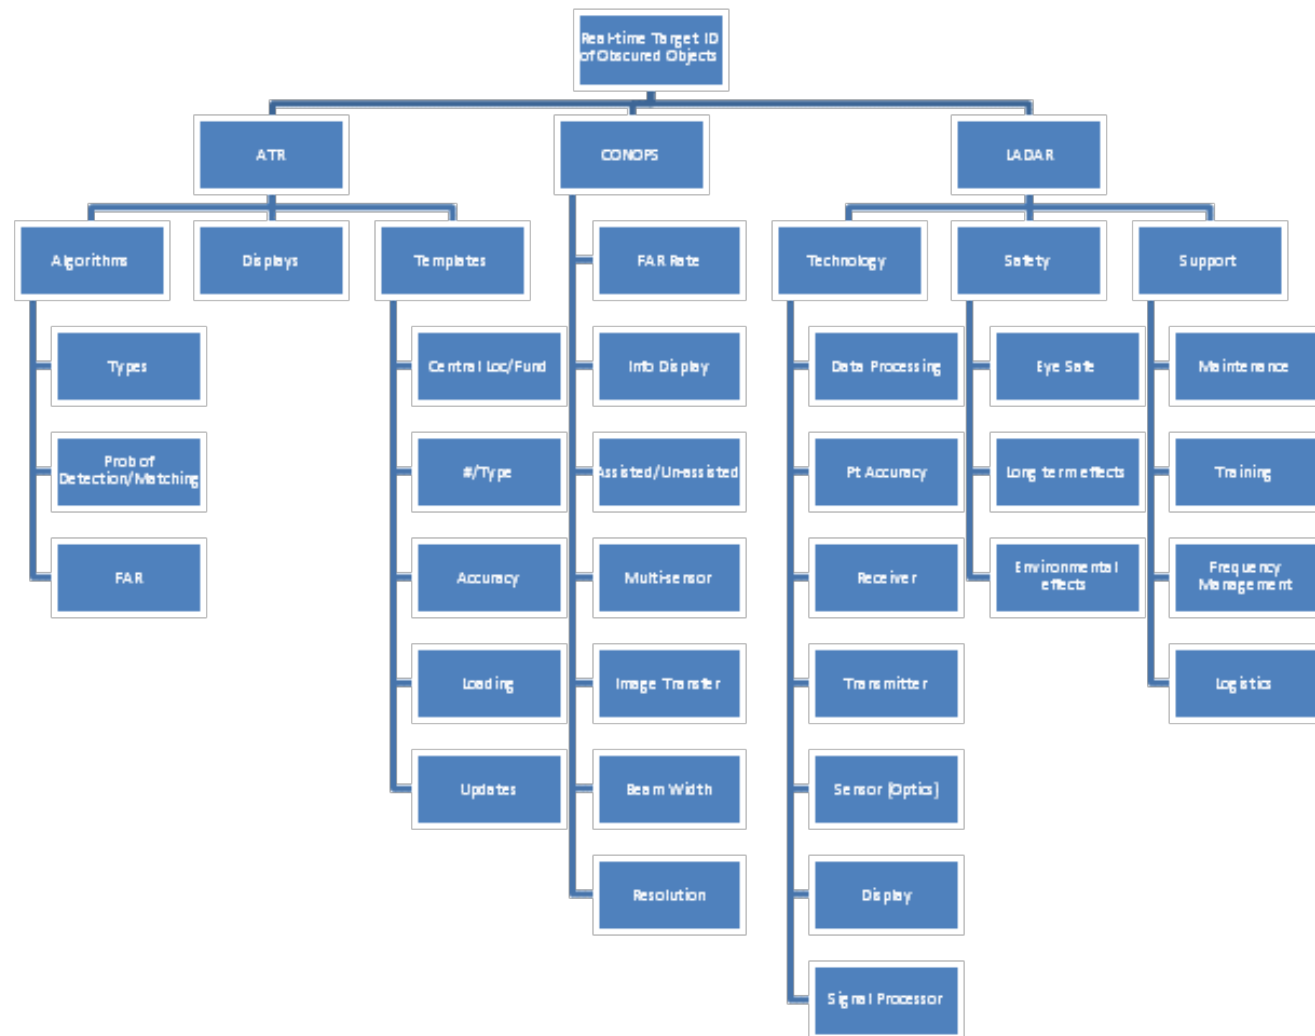 Real-time Target ID
of Obscured Objects
ATR
CONOPS
LADAR
Algorithms
Displays
Templates
FAR Rate
Technology
Safety
Support
Types
Central Loc/Fund
Info Display
Data Processing
Eye Safe
Maintenance
Prob of
Detection/Matching
#/Type
Assisted/Un-assisted
Pt Accuracy
Long term effects
Training
FAR
Accuracy
Multi-sensor
Receiver
Environmental
effects
Frequency
Management
Loading
Image Transfer
Transmitter
Logistics
Updates
Beam Width
Sensor (Optics)
Resolution
Display
Signal Processor